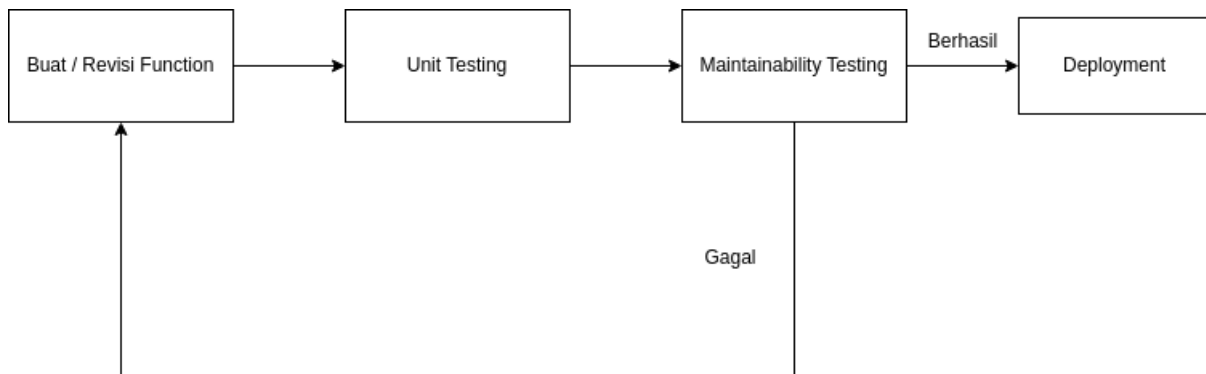 Buat / Revisi Function
Unit Testing
Maintainability Testing
Berhasil
Deployment
Gagal